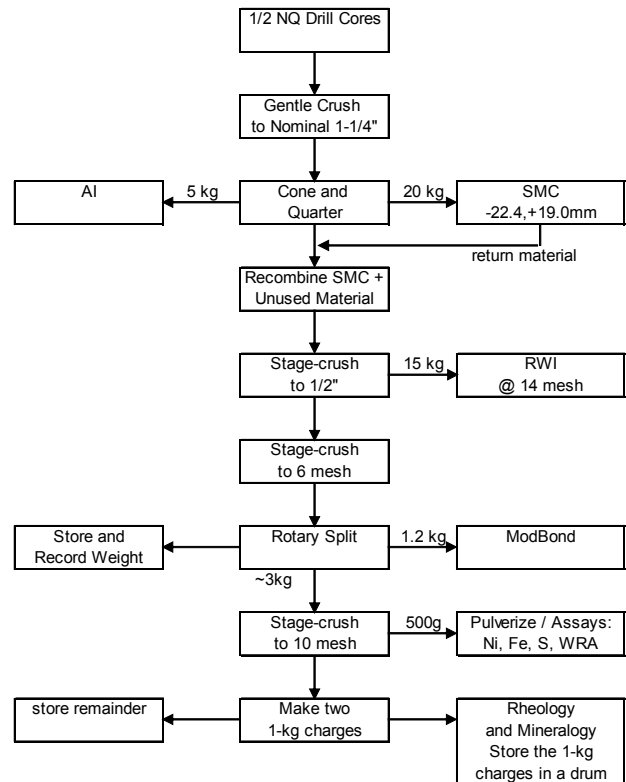 1/2 NQ Drill Cores
Gentle Crush
to Nominal 1-1/4"
AI
5 kg
Cone and
Quarter
20 kg
SMC
-22.4,+19.0mm
return material
Recombine SMC +
Unused Material
Stage-crush
to 1/2"
15 kg
RWI
@ 14 mesh
Stage-crush
to 6 mesh
Store and
Record Weight
Rotary Split
1.2 kg
ModBond
~3kg
Stage-crush
to 10 mesh
500g
Pulverize / Assays:
Ni, Fe, S, WRA
store remainder
Make two
1-kg charges
Rheology
and Mineralogy
Store the 1-kg
charges in a drum